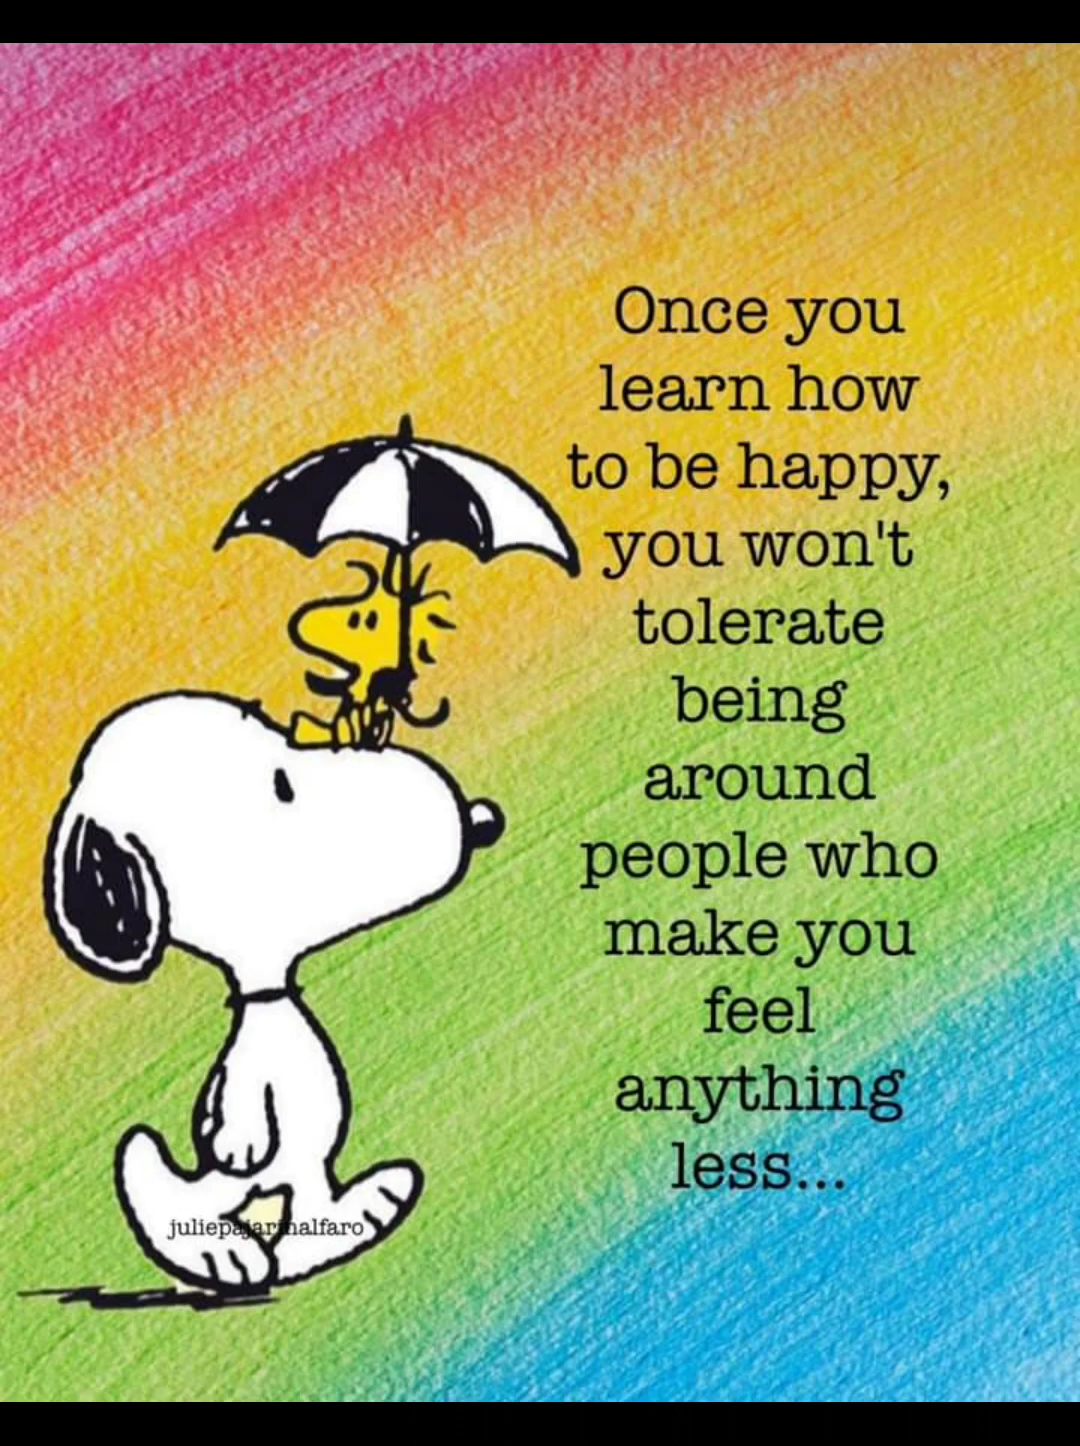 Once you
learn how
to be happy,
you won't
tolerate
being
around
people who
make you
feel
anything
less...
juliepajarinalfaro